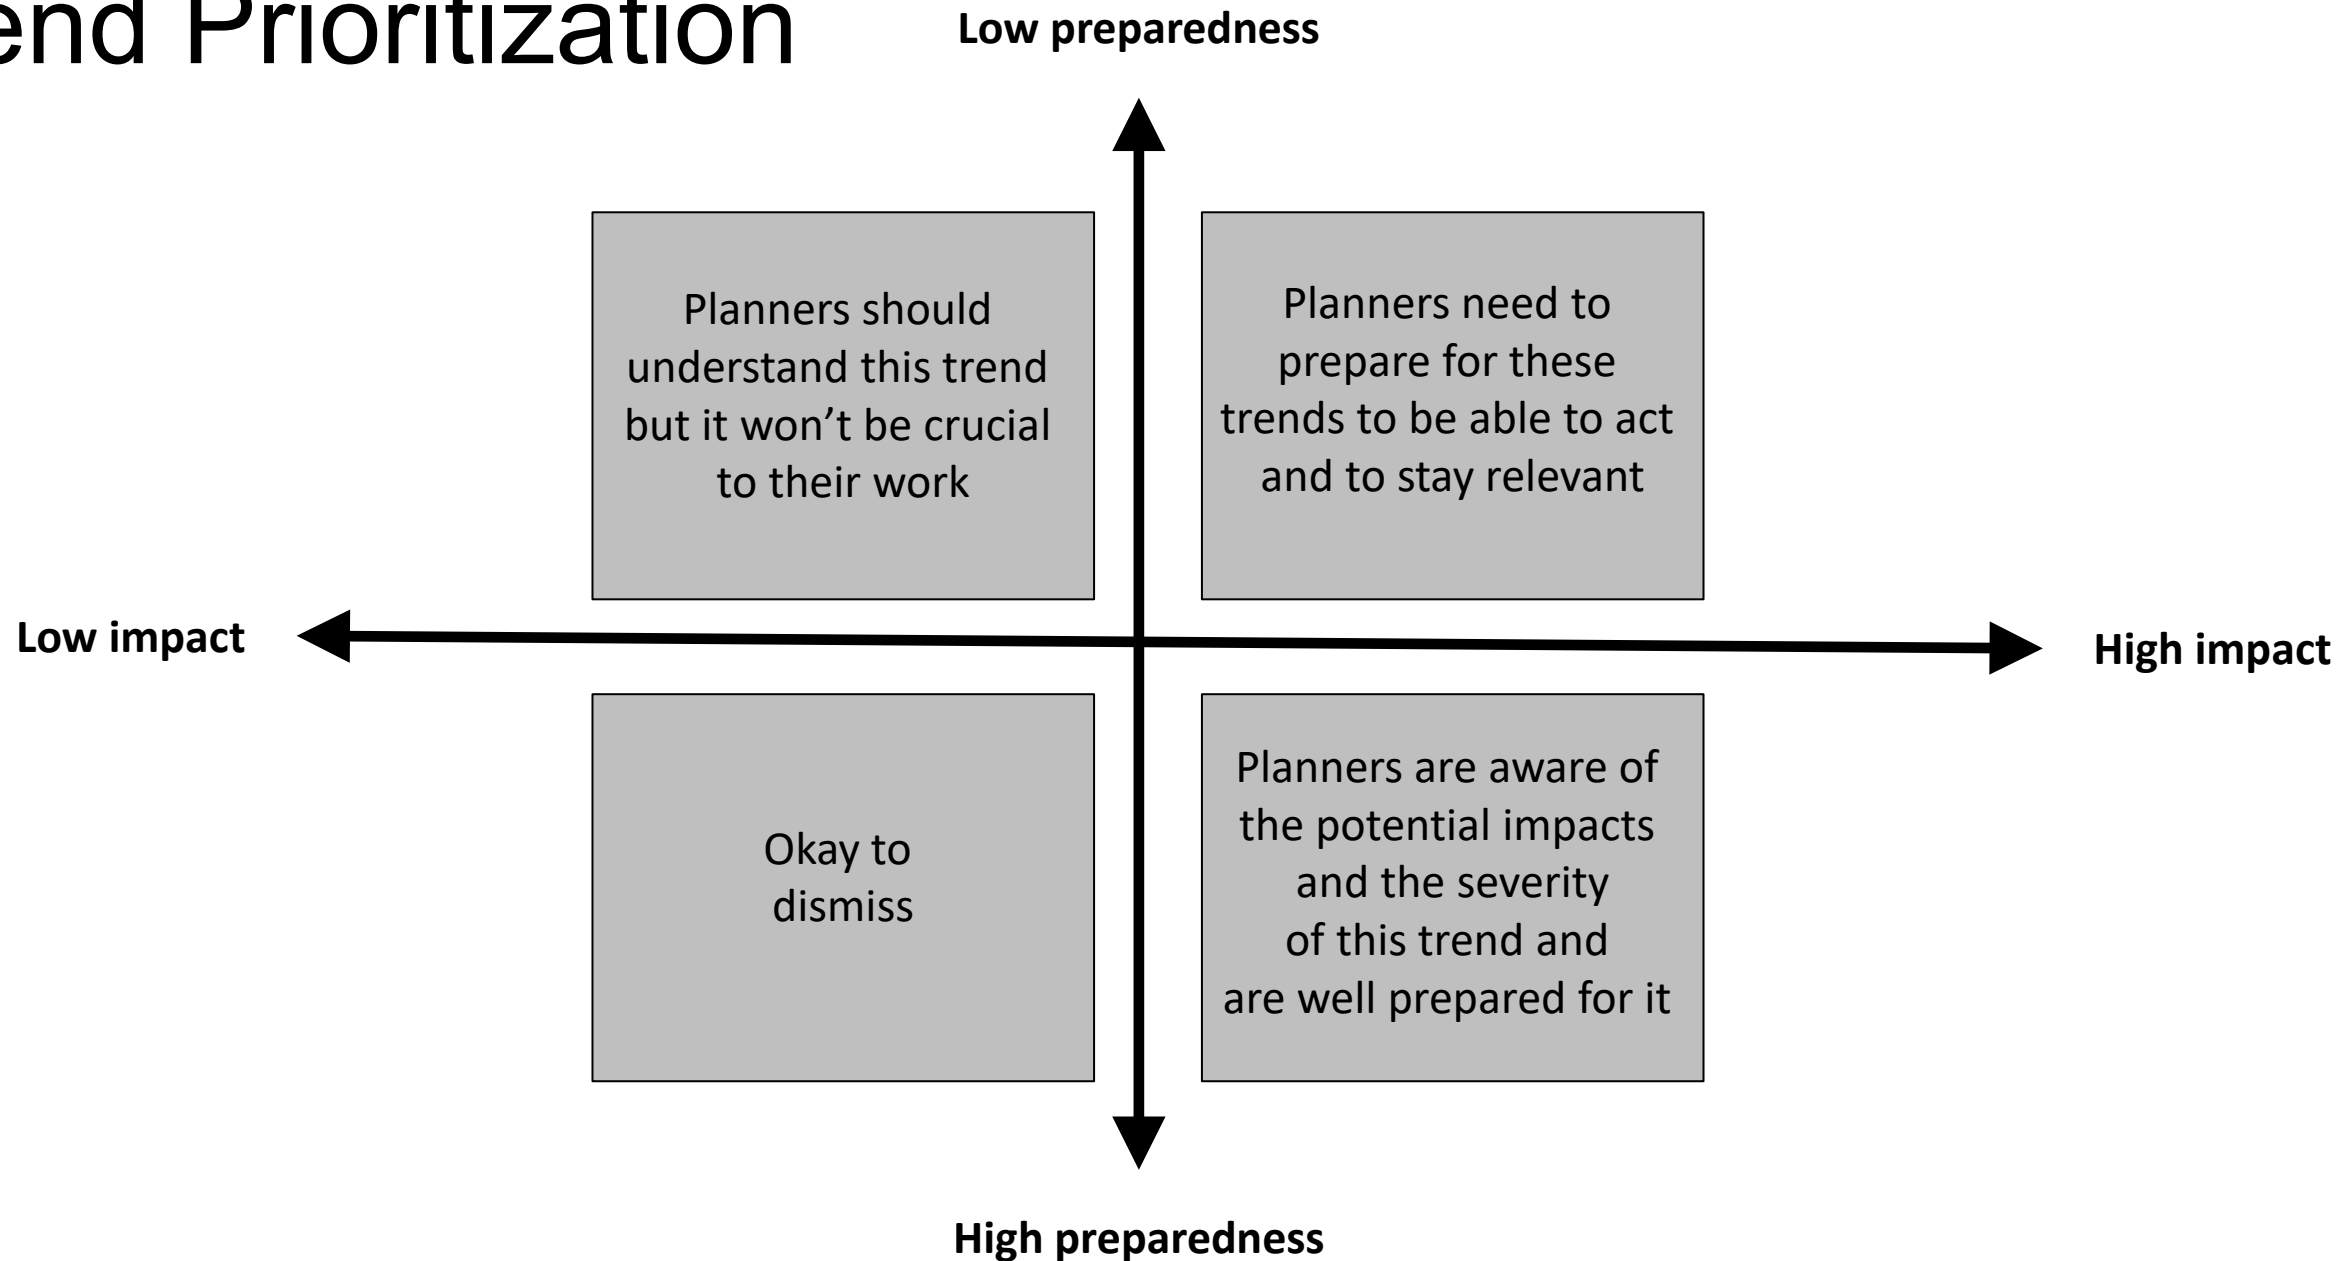 Prioritization
Low preparedness
Planners should
understand this trend
but it won’t be crucial
to their work
Planners need to
prepare for these
trends to be able to act
and to stay relevant
Low impact
High impact
Okay to
dismiss
Planners are aware of
the potential impacts
and the severity
of this trend and
are well prepared for it
High preparedness